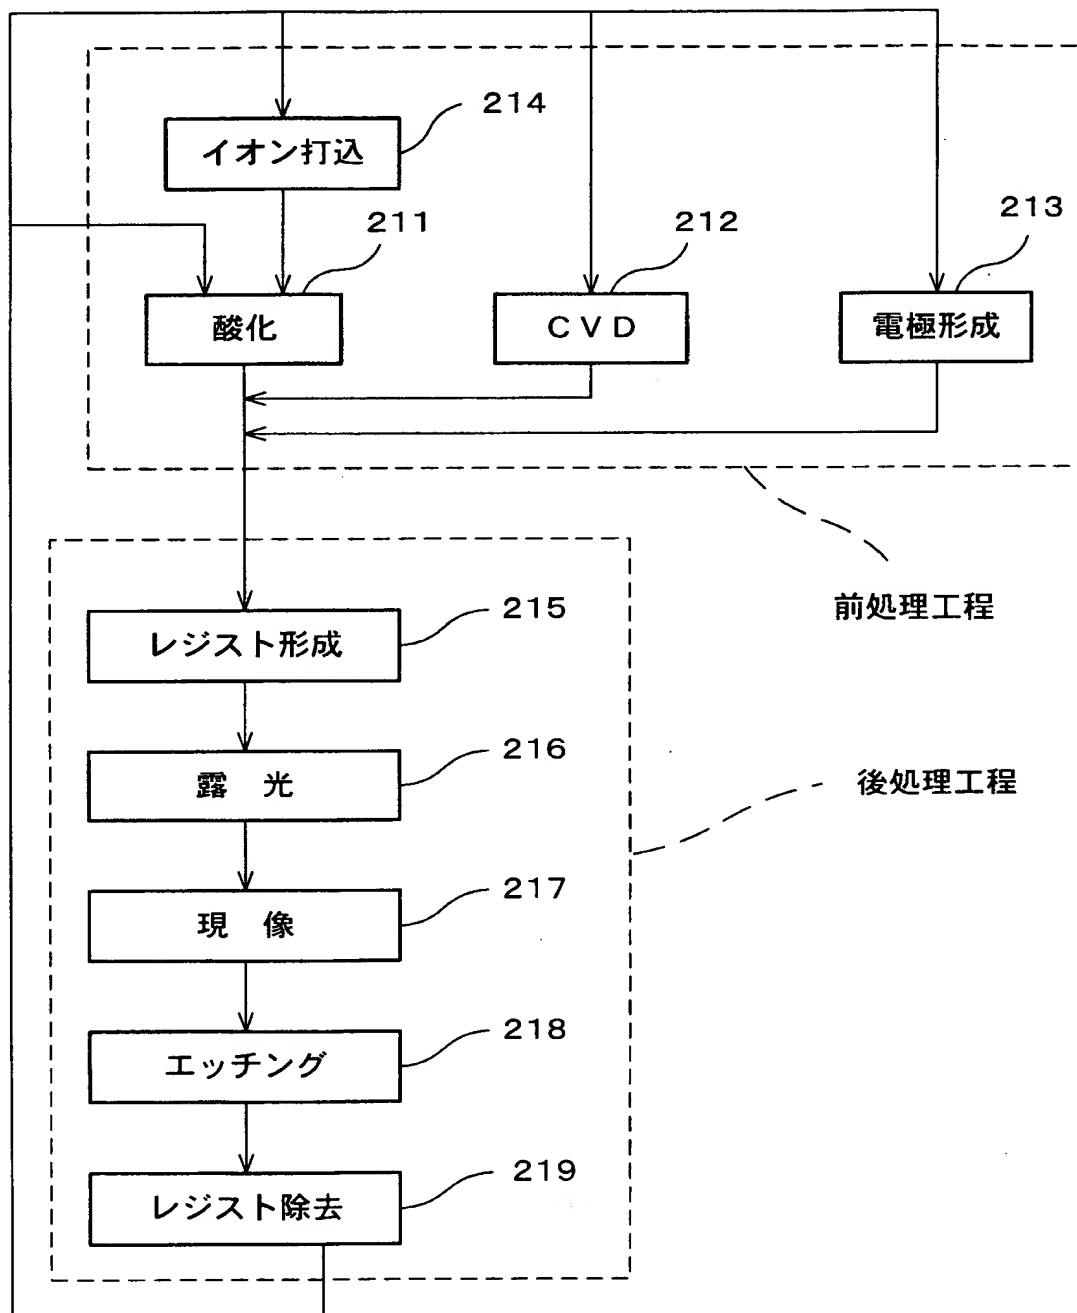 214
イオン打込
211
212
213
酸化
CVD
電極形成
前処理工程
215
レジスト形成
216
露 光
後処理工程
217
現 像
218
エッチング
219
レジスト除去